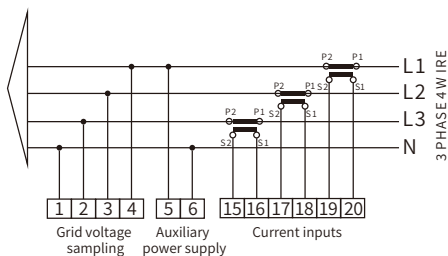 P2 P1
L1
S2 S1
P2 P1
L2
S2 S1
P2 P1
L3
S2 S1
N
3 PHASE 4 WIRE
1 2 3 4 5 6 15 16 17 18 19 20
Grid voltage
sampling
Auxiliary
power supply
Current inputs